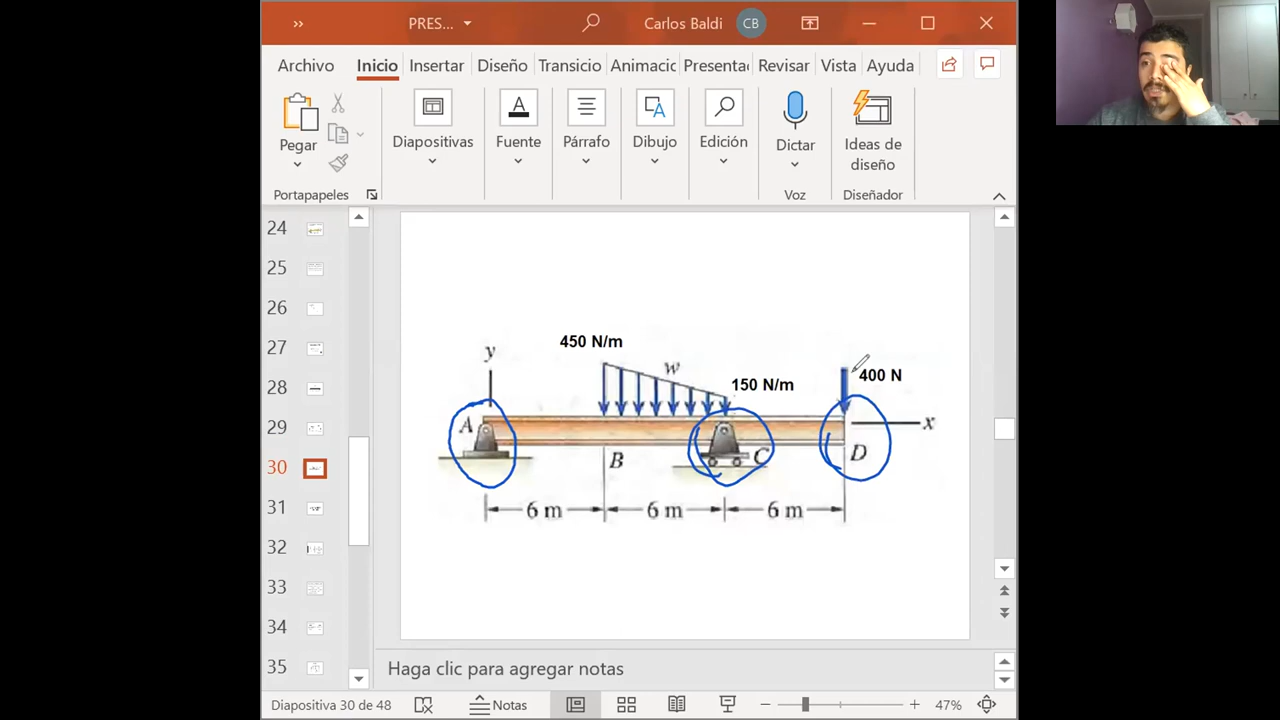 PRES...
Carlos Baldi
CB
Archivo
Inicio
Insertar
Diseño
Transicio
Animacic
Presentac
Revisar
Vista
Ayuda
Pegar
Diapositivas
Fuente
Párrafo
Dibujo
Edición
Dictar
Ideas de
diseño
Portapapeles
Voz
Diseñador
24
25
26
27
28
29
30
31
32
33
34
35
450 N/m
y
w
150 N/m
400 N
A
x
B
C
D
6 m
6 m
6 m
Haga clic para agregar notas
Diapositiva 30 de 48
Notas
47%